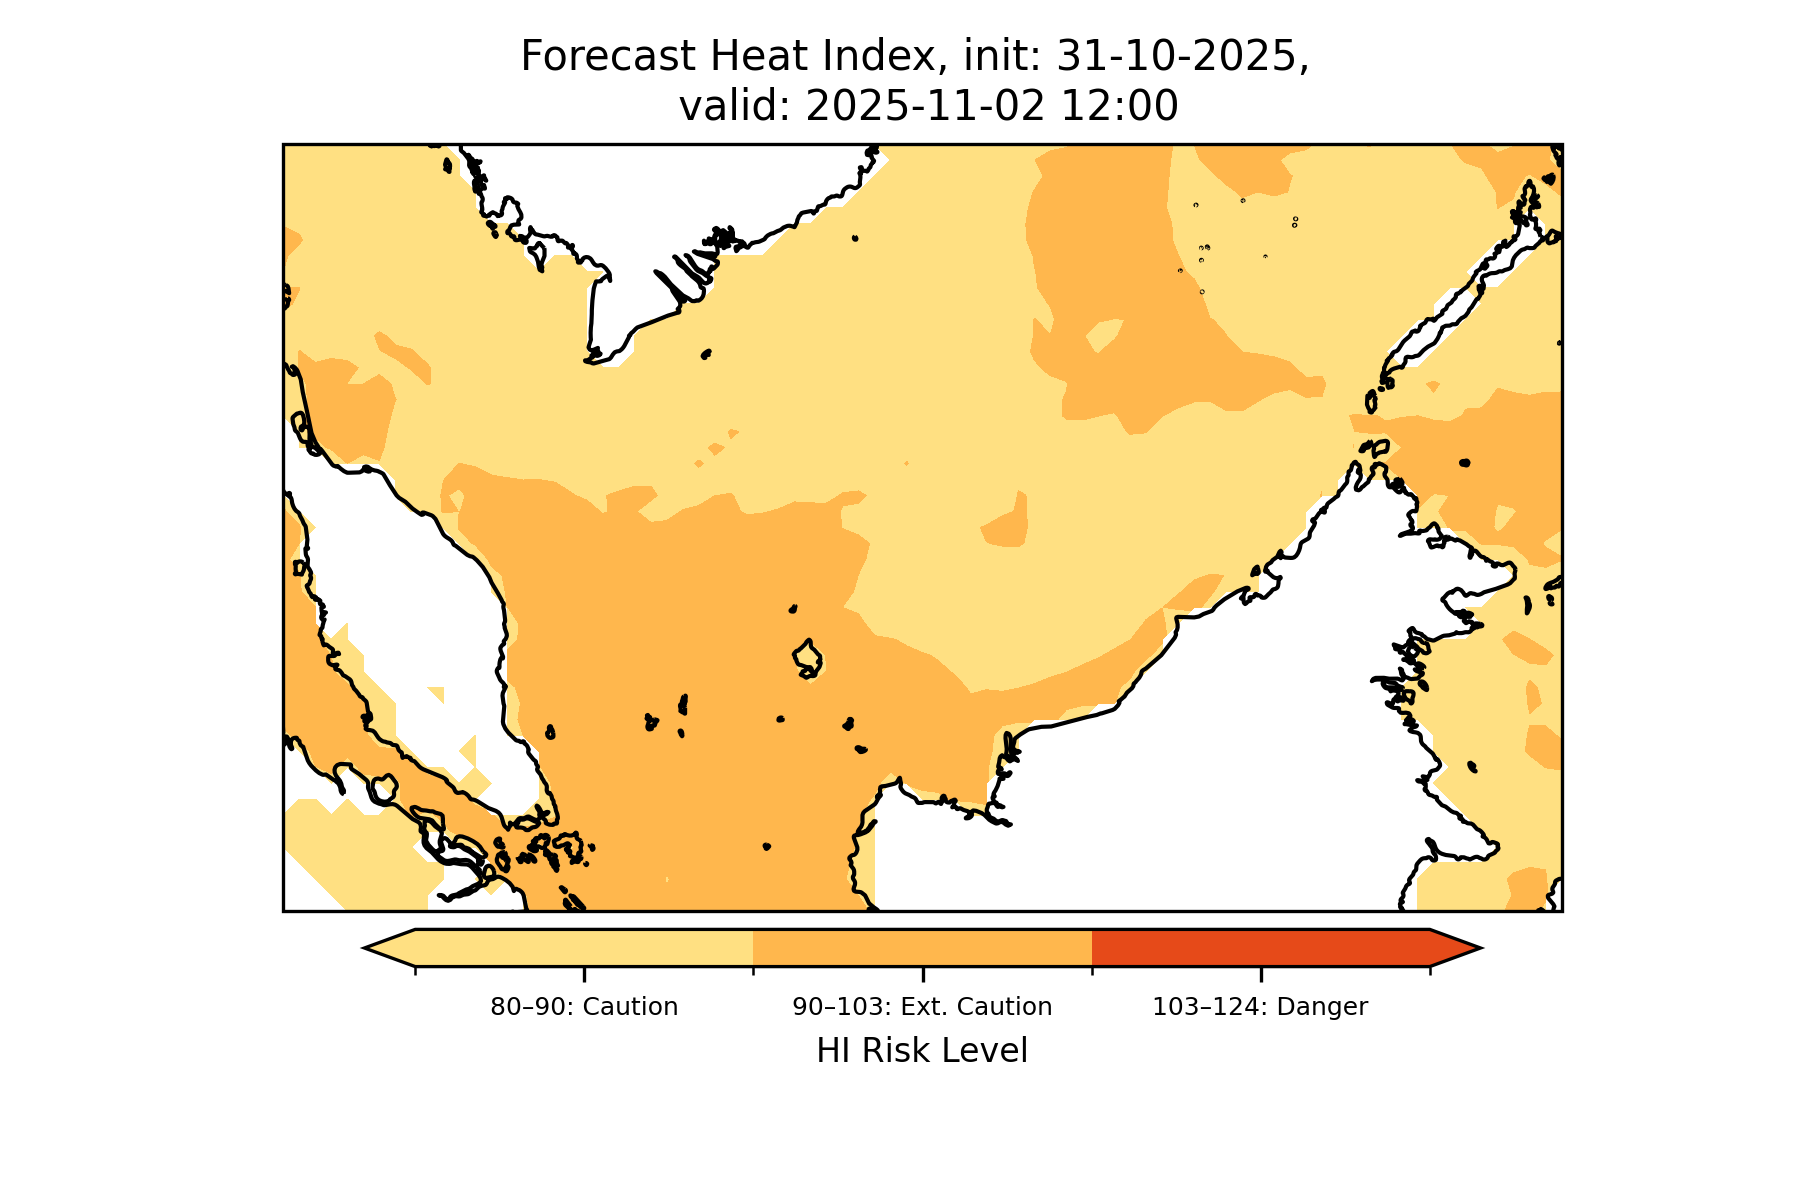 Forecast Heat Index, init: 31-10-2025,
valid: 2025-11-02 12:00
80–90: Caution
90–103: Ext. Caution
103–124: Danger
HI Risk Level